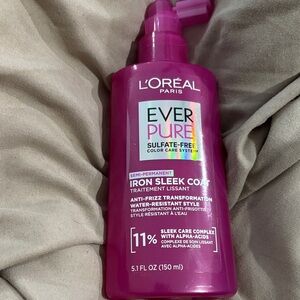 L'ORÉAL
PARIS
EVER
PURE
SULFATE-FREE
COLOR CARE SYSTEM
SEMI-PERMANENT
IRON SLEEK COAT
TRAITEMENT LISSANT
ANTI-FRIZZ TRANSFORMATION
WATER-RESISTANT STYLE
TRANSFORMATION ANTI-FRISOTTIS
STYLE RÉSISTANT À L'EAU
11%
SLEEK CARE COMPLEX
WITH ALPHA-ACIDS
COMPLEXE DE SOIN LISSANT
AVEC ALPHA-ACIDES
5.1 FL OZ (150 ml)